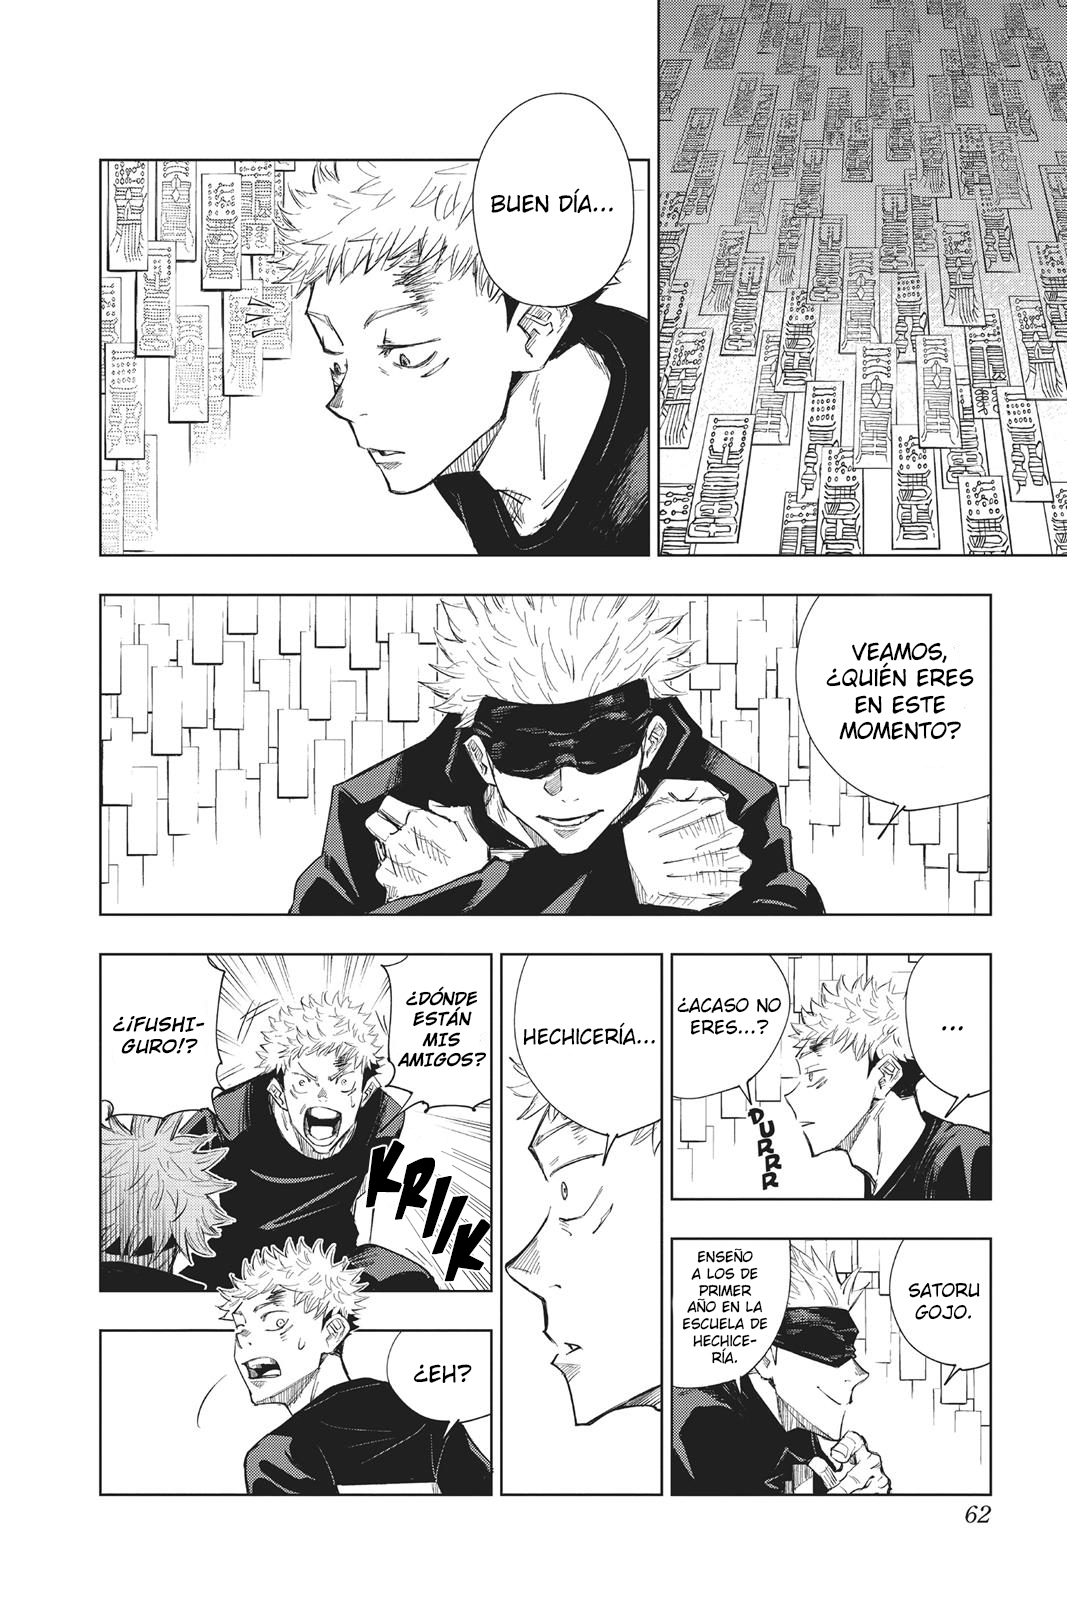 BUEN DÍA...
VEAMOS,
¿QUIÉN ERES
EN ESTE
MOMENTO?
...
¿ACASO NO
ERES...?
DURRR
SATORU
GOJO.
ENSEÑO
A LOS DE
PRIMER
AÑO EN LA
ESCUELA DE
HECHICE-
RÍA.
HECHICERÍA...
¿DÓNDE
ESTÁN
MIS
AMIGOS?
¿¡FUSHI-
GURO!?
KRIIK
¿EH?
62